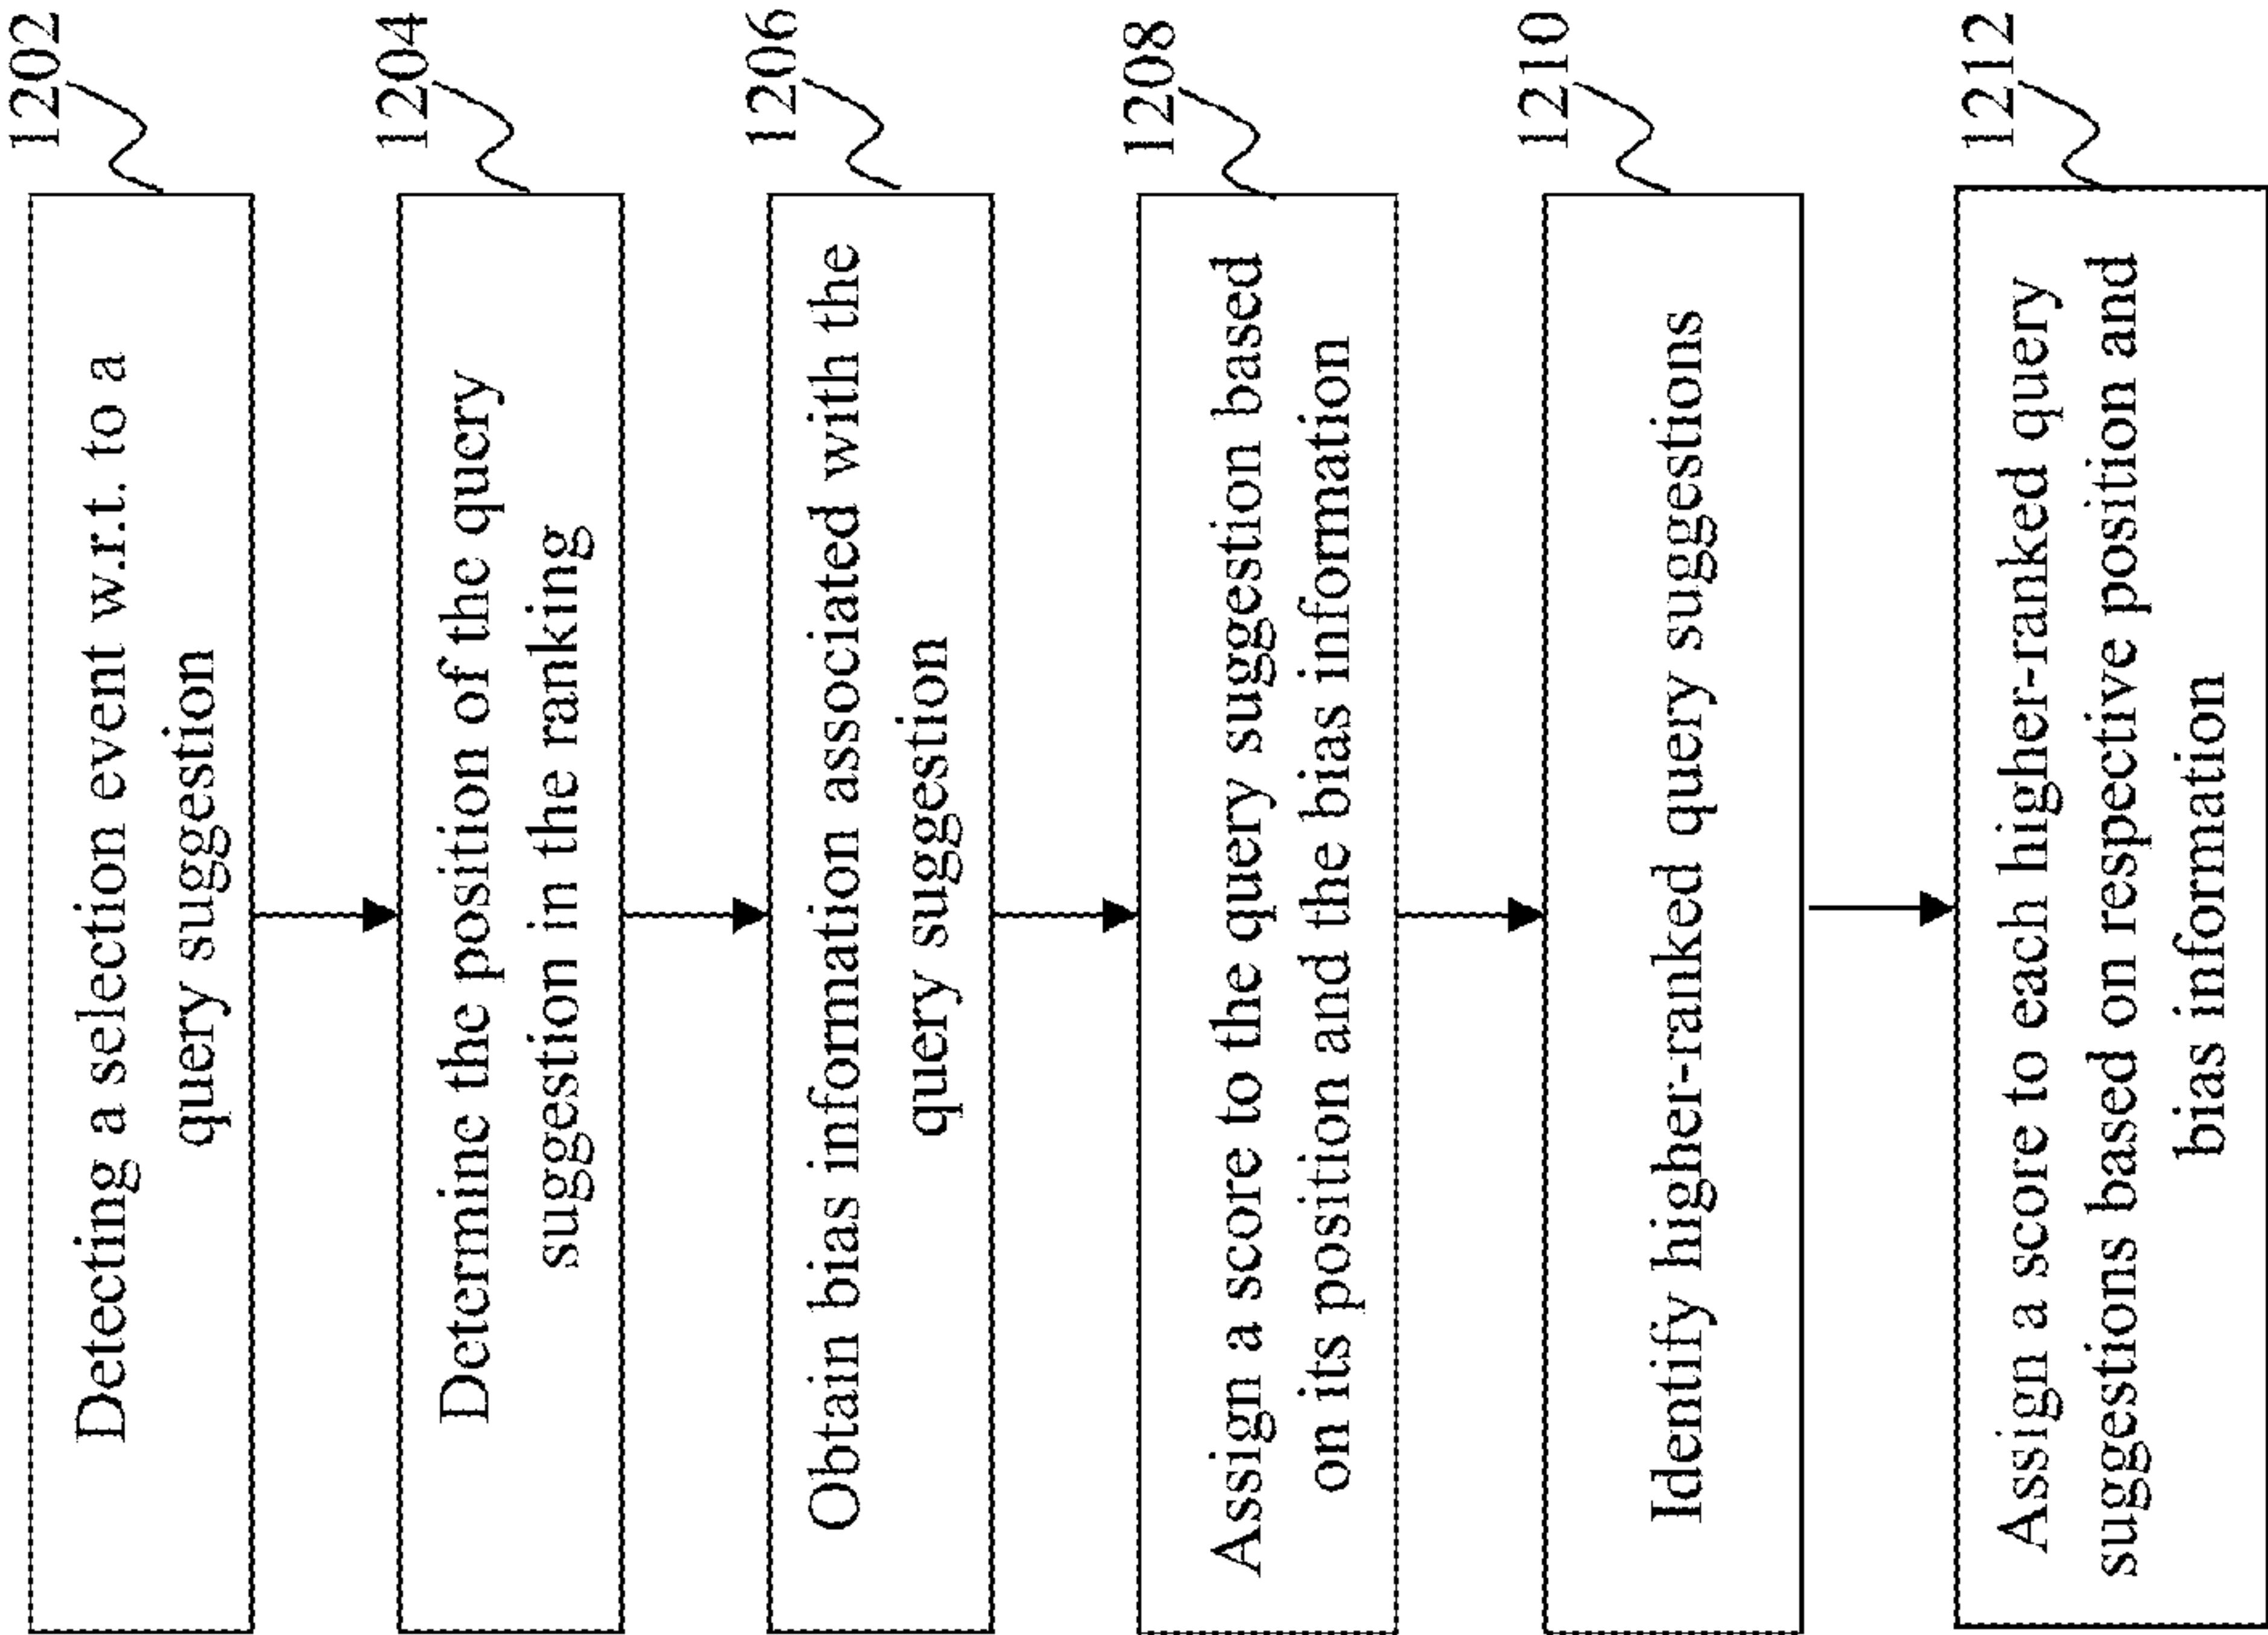 1202
Detecting a selection event w.r.t. to a
query suggestion
1204
Determine the position of the query
suggestion in the ranking
1206
Obtain bias information associated with the
query suggestion
1208
Assign a score to the query suggestion based
on its position and the bias information
1210
Identify higher-ranked query suggestions
1212
Assign a score to each higher-ranked query
suggestions based on respective position and
bias information